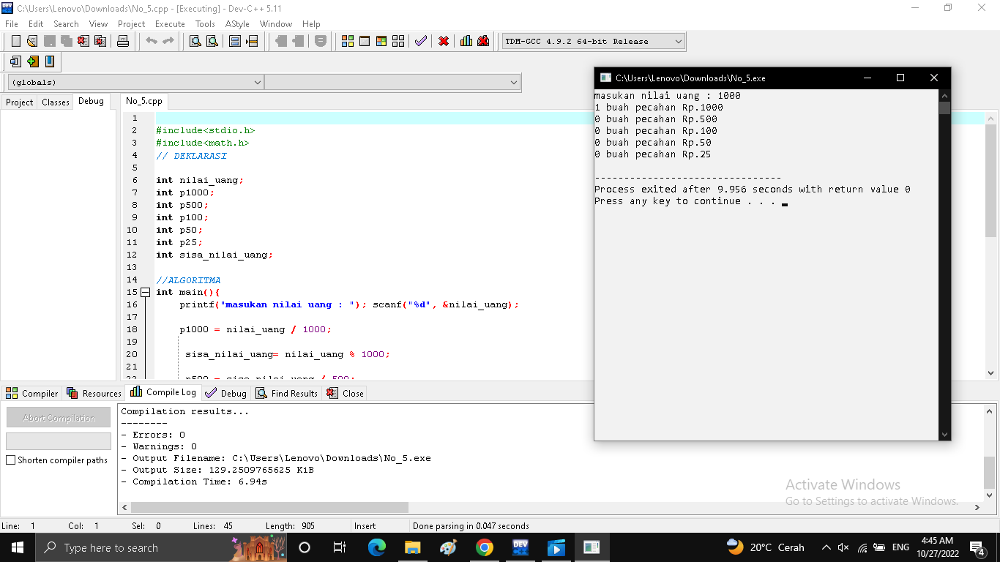 C:\Users\Lenovo\Downloads\No_5.cpp - [Executing] - Dev-C++ 5.11
File Edit Search View Project Execute Tools AStyle Window Help
TDM-GCC 4.9.2 64-bit Release
(globals)
Project Classes Debug
No_5.cpp
1
2 #include<stdio.h>
3 #include<math.h>
4 // DEKLARASI
5
6 int nilai_uang;
7 int p1000;
8 int p500;
9 int p100;
10 int p50;
11 int p25;
12 int sisa_nilai_uang;
13
14 //ALGORITMA
15 int main(){
16 printf("masukan nilai uang : "); scanf("%d", &nilai_uang);
17
18 p1000 = nilai_uang / 1000;
19
20 sisa_nilai_uang= nilai_uang % 1000;
21
22 p500 = sisa_nilai_uang / 500;
C:\Users\Lenovo\Downloads\No_5.exe
masukan nilai uang : 1000
1 buah pecahan Rp.1000
0 buah pecahan Rp.500
0 buah pecahan Rp.100
0 buah pecahan Rp.50
0 buah pecahan Rp.25
--------------------------------
Process exited after 9.956 seconds with return value 0
Press any key to continue . . .
Compiler Resources Compile Log Debug Find Results Close
Abort Compilation
Shorten compiler paths
Compilation results...
--------
- Errors: 0
- Warnings: 0
- Output Filename: C:\Users\Lenovo\Downloads\No_5.exe
- Output Size: 129.2509765625 KiB
- Compilation Time: 6.94s
Activate Windows
Go to Settings to activate Windows.
Line: 1 Col: 1 Sel: 0 Lines: 45 Length: 905 Insert Done parsing in 0.047 seconds
Type here to search
DEV
20°C Cerah
ENG
4:45 AM
10/27/2022
4